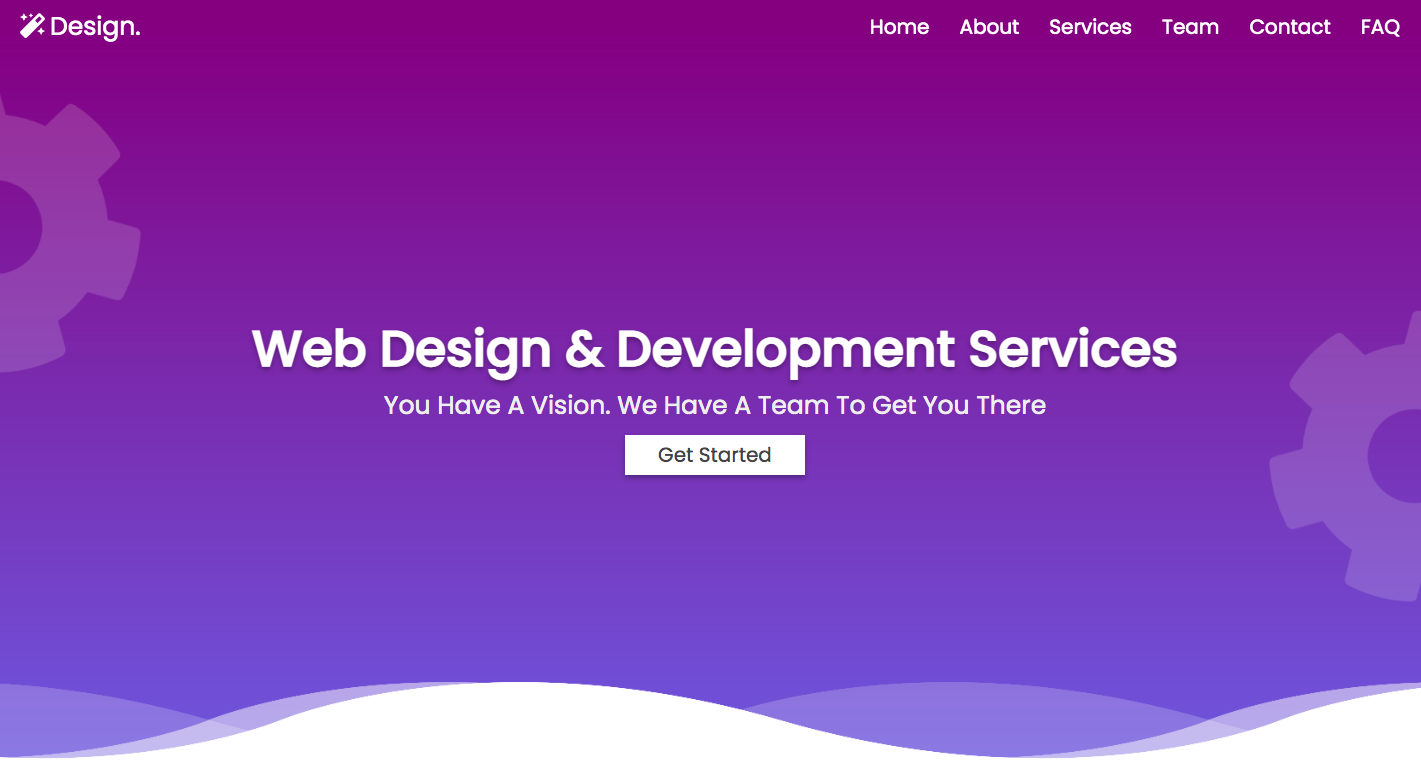 Design.
Home About Services Team Contact FAQ
Web Design & Development Services
You Have A Vision. We Have A Team To Get You There
Get Started